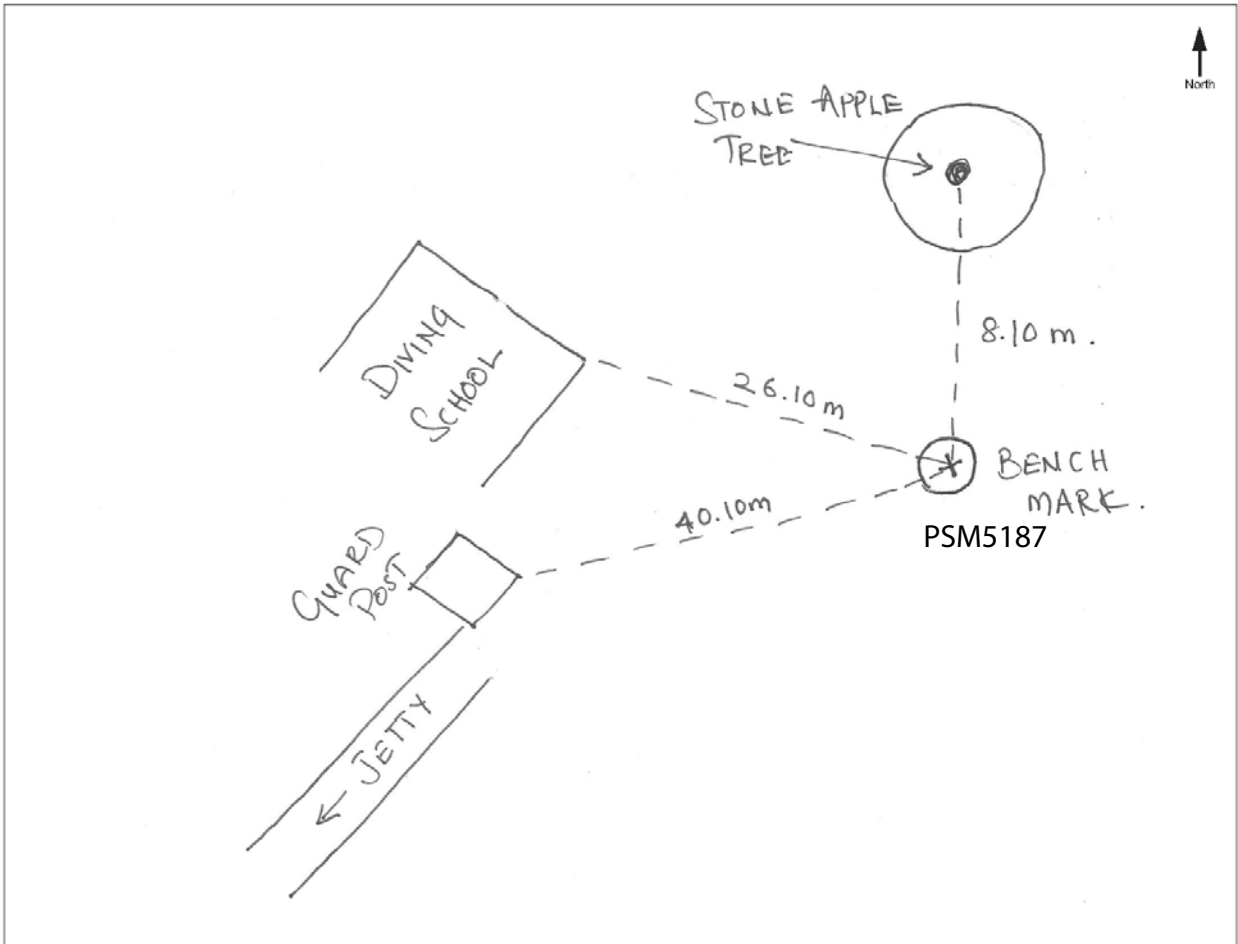 North
STONE APPLE
TREE
8.10 m.
DIVING
SCHOOL
26.10 m
BENCH
MARK.
PSM5187
40.10m
GUARD
POST
← JETTY